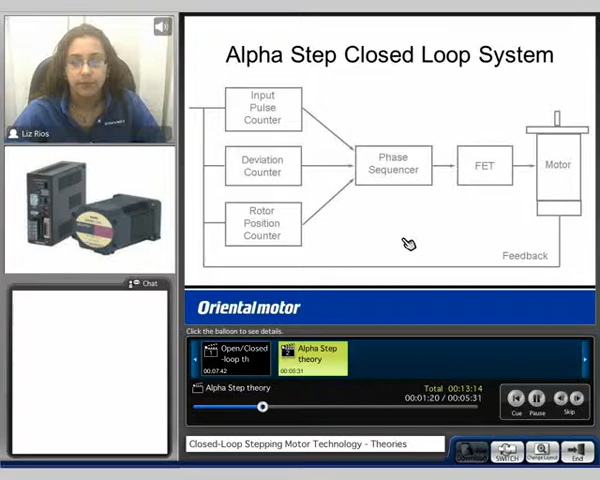 Liz Rios
Chat
Alpha Step Closed Loop System
Input
Pulse
Counter
Deviation
Counter
Rotor
Position
Counter
Phase
Sequencer
FET
Motor
Feedback
Orientalmotor
Click the balloon to see details.
1
Open/Closed
-loop th
00:07:42
2
Alpha Step
theory
00:05:31
Alpha Step theory
Total 00:13:14
00:01:20 / 00:05:31
Cue
Pause
Skip
Closed-Loop Stepping Motor Technology - Theories
SWITCH
Change Layout
End